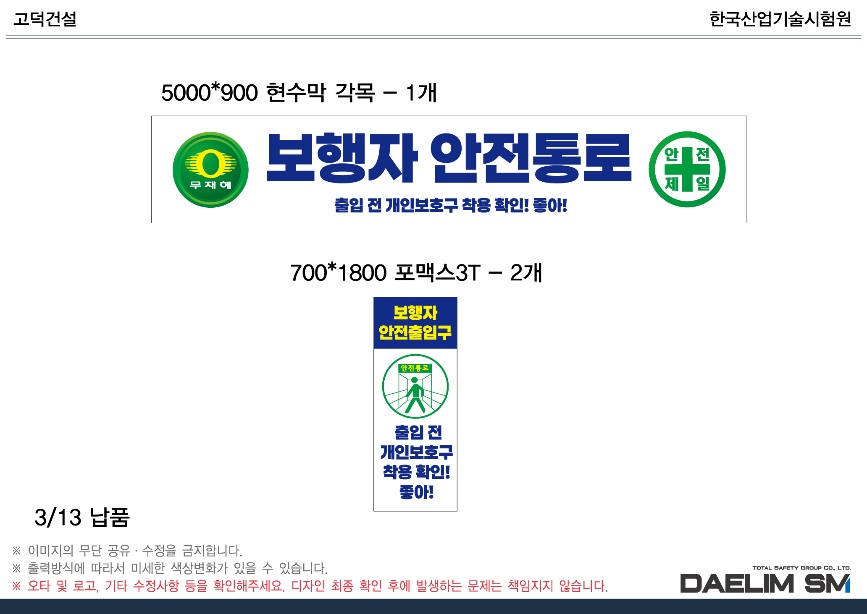 고덕건설
한국산업기술시험원
5000*900 현수막 각목 - 1개
무재해
보행자 안전통로
출입 전 개인보호구 착용 확인! 좋아!
안전
제일
700*1800 포맥스3T - 2개
보행자
안전출입구
안전통로
출입 전
개인보호구
착용 확인!
좋아!
3/13 납품
※ 이미지의 무단 공유 · 수정을 금지합니다.
※ 출력방식에 따라서 미세한 색상변화가 있을 수 있습니다.
※ 오타 및 로고, 기타 수정사항 등을 확인해주세요. 디자인 최종 확인 후에 발생하는 문제는 책임지지 않습니다.
TOTAL SAFETY GROUP CO., LTD.
DAELIM SM